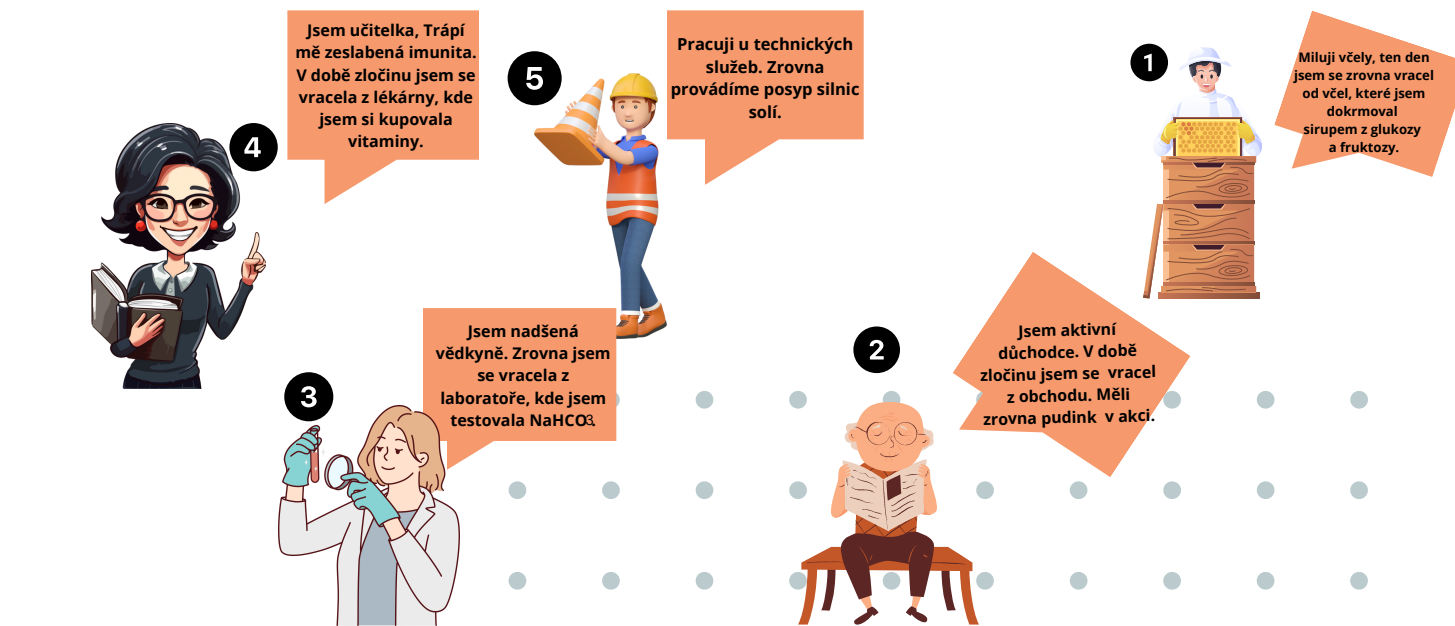 4
Jsem učitelka, Trápí
mě zeslabená imunita.
V době zločinu jsem se
vracela z lékárny, kde
jsem si kupovala
vitaminy.
5
Pracuji u technických
služeb. Zrovna
provádíme posyp silnic
solí.
1
Miluji včely, ten den
jsem se zrovna vracel
od včel, které jsem
dokrmoval
sirupem z glukozy
a fruktozy.
3
Jsem nadšená
vědkyně. Zrovna jsem
se vracela z
laboratoře, kde jsem
testovala NaHCO3.
2
Jsem aktivní
důchodce. V době
zločinu jsem se vracel
z obchodu. Měli
zrovna pudink v akci.